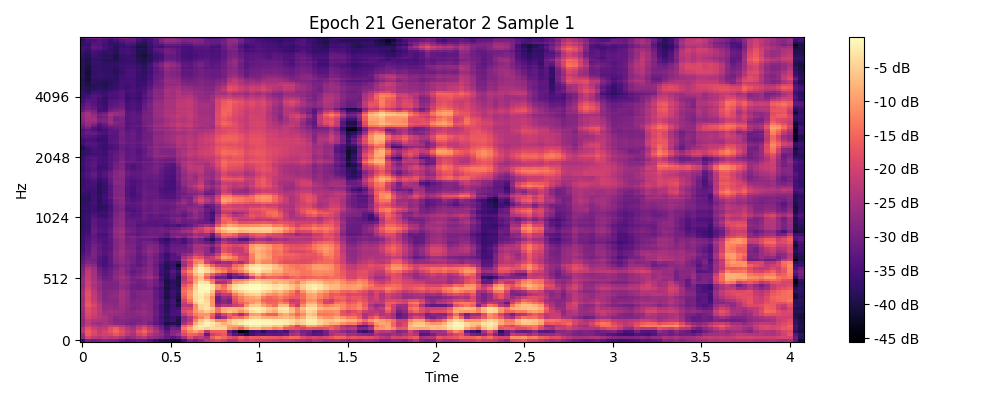 Epoch 21 Generator 2 Sample 1
Hz
4096
2048
1024
512
0
0 0.5 1 1.5 2 2.5 3 3.5 4
Time
-5 dB
-10 dB
-15 dB
-20 dB
-25 dB
-30 dB
-35 dB
-40 dB
-45 dB